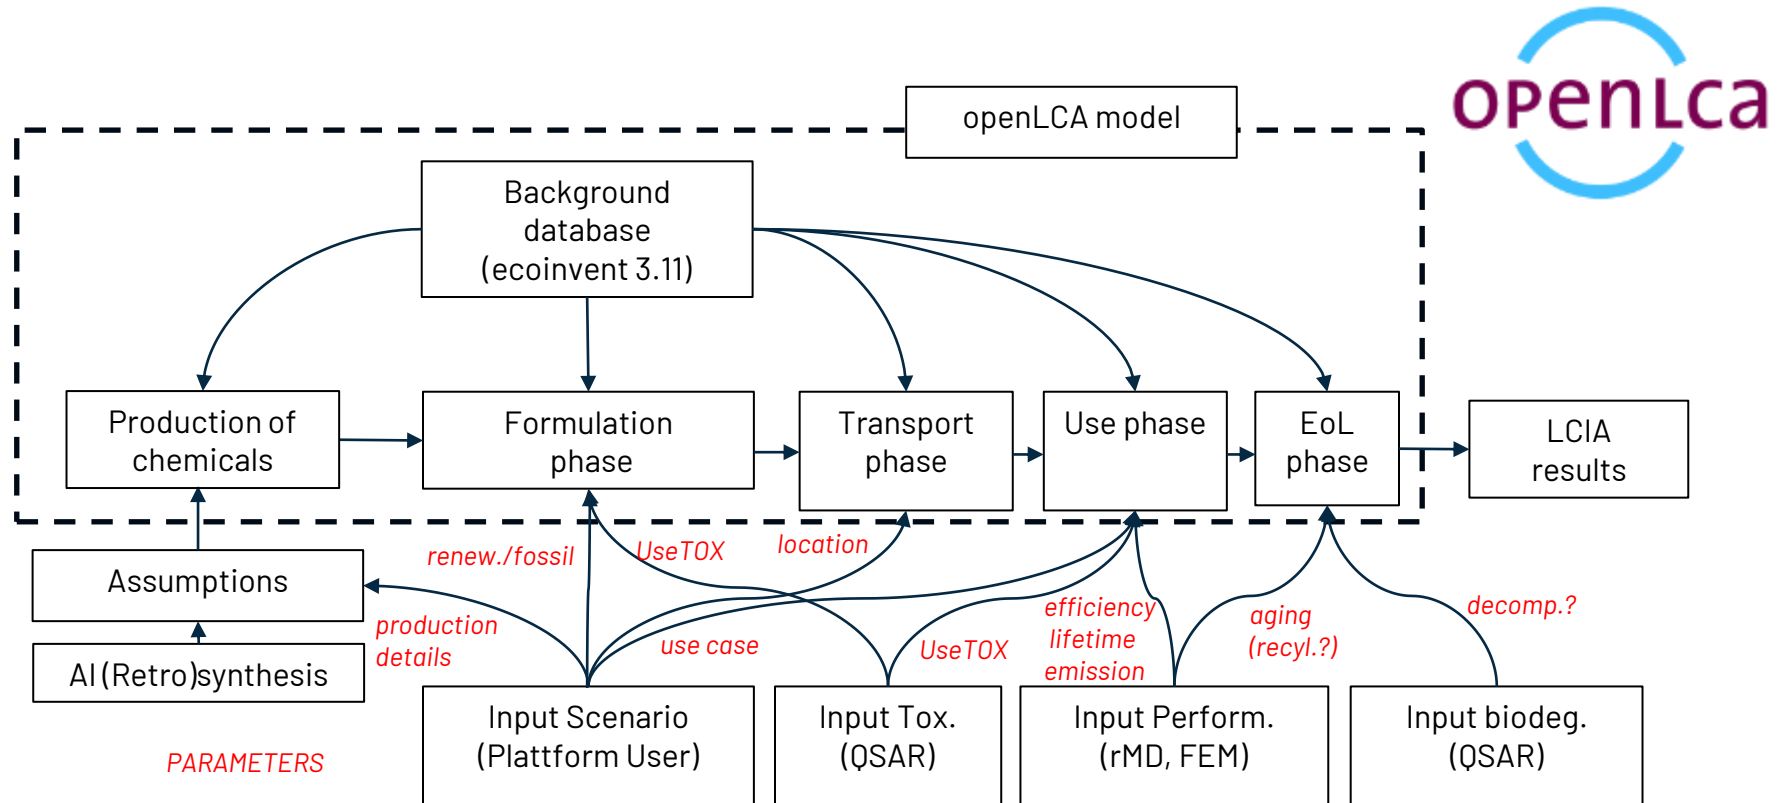 openLCA
openLCA model
Background
database
(ecoinvent 3.11)
Production of
chemicals
Formulation
phase
Transport
phase
Use phase
EoL
phase
LCIA
results
renew./fossil
UseTOX
location
Assumptions
production
details
use case
UseTOX
efficiency
lifetime
emission
aging
(recyl.?)
decomp.?
AI (Retro)synthesis
Input Scenario
(Plattform User)
Input Tox.
(QSAR)
Input Perform.
(rMD, FEM)
Input biodeg.
(QSAR)
PARAMETERS